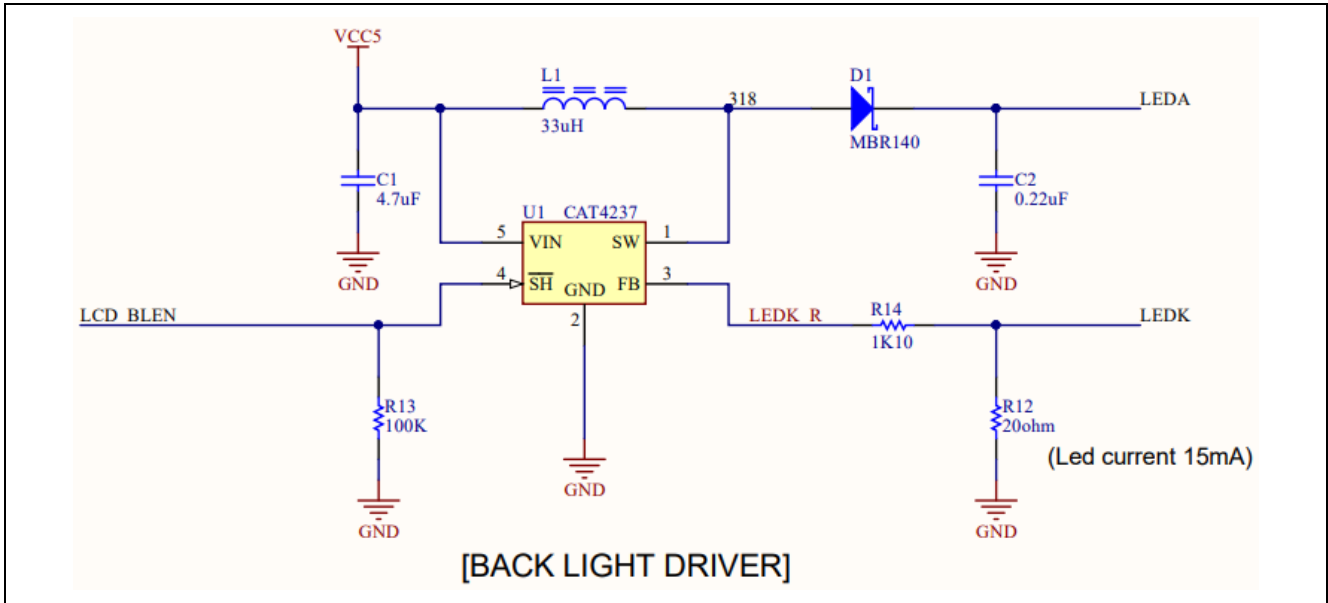 VCC5
L1
33uH
318
D1
MBR140
LEDA
C1
4.7uF
C2
0.22uF
GND
GND
U1 CAT4237
5 VIN SW 1
4 SH GND FB 3
2
LCD_BLEN
LEDK_R
R14
1K10
LEDK
R13
100K
R12
20ohm
(Led current 15mA)
GND
GND
GND
[BACK LIGHT DRIVER]